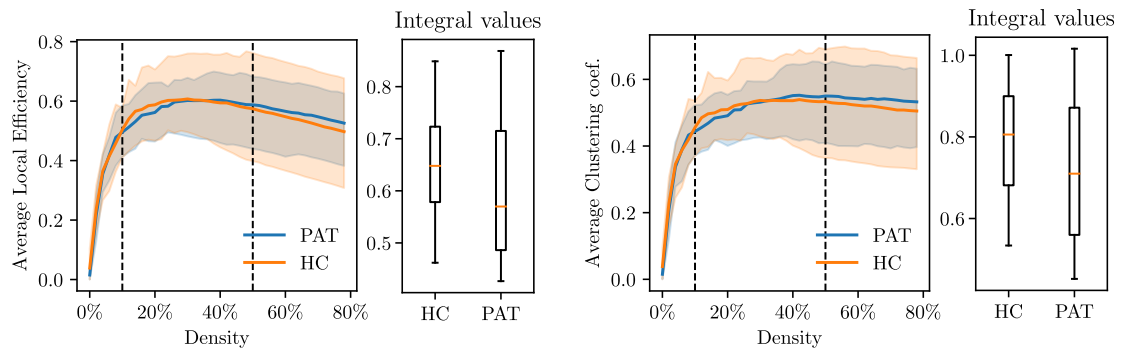 Integral values
Average Local Efficiency
0.8
0.6
0.4
0.2
0.0
PAT
HC
0% 20% 40% 60% 80%
Density
0.8
0.7
0.6
0.5
HC PAT
Integral values
Average Clustering coef.
0.6
0.4
0.2
0.0
PAT
HC
0% 20% 40% 60% 80%
Density
1.0
0.8
0.6
HC PAT